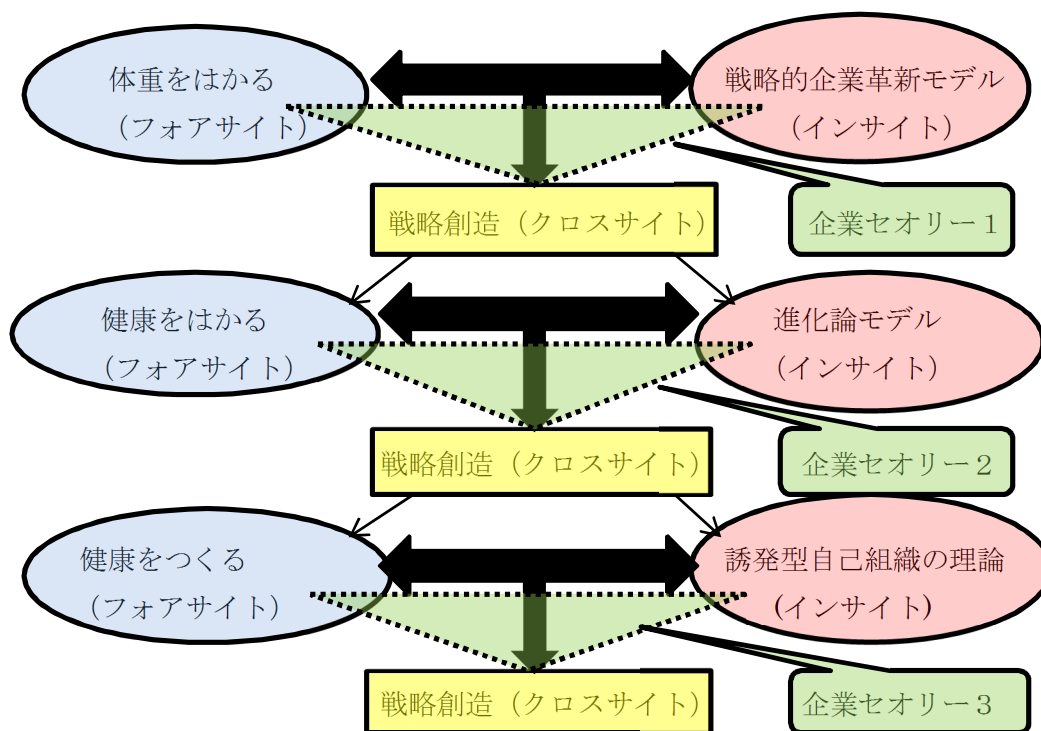 体重をはかる
（フォアサイト）
戦略的企業革新モデル
（インサイト）
戦略創造（クロスサイト）
企業セオリー１
健康をはかる
（フォアサイト）
進化論モデル
（インサイト）
戦略創造（クロスサイト）
企業セオリー２
健康をつくる
（フォアサイト）
誘発型自己組織の理論
(インサイト)
戦略創造（クロスサイト）
企業セオリー３